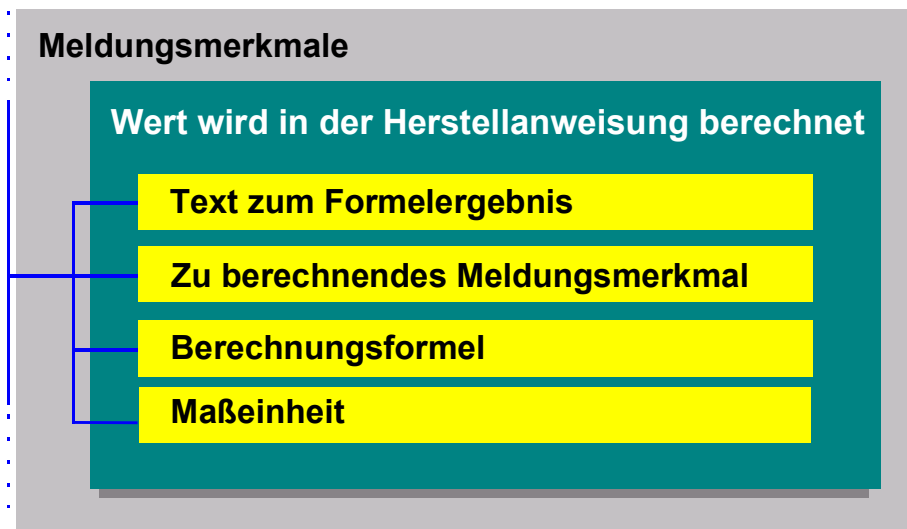 Meldungsmerkmale
Wert wird in der Herstellanweisung berechnet
Text zum Formelergebnis
Zu berechnendes Meldungsmerkmal
Berechnungsformel
Maßeinheit